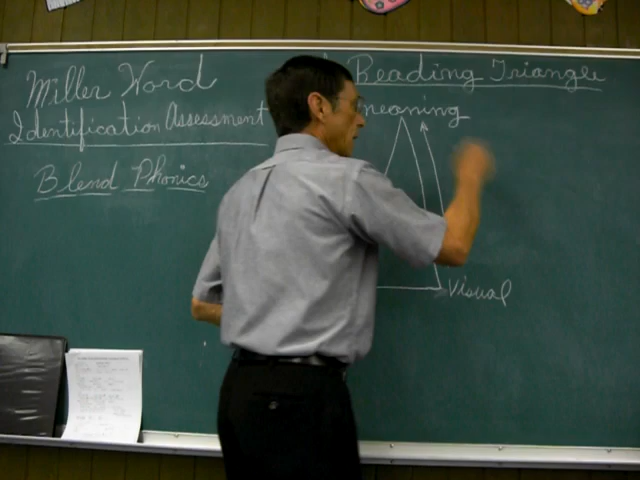 Miller Word
Identification Assessment
Blend Phonics
Reading Triangle
meaning
Visual